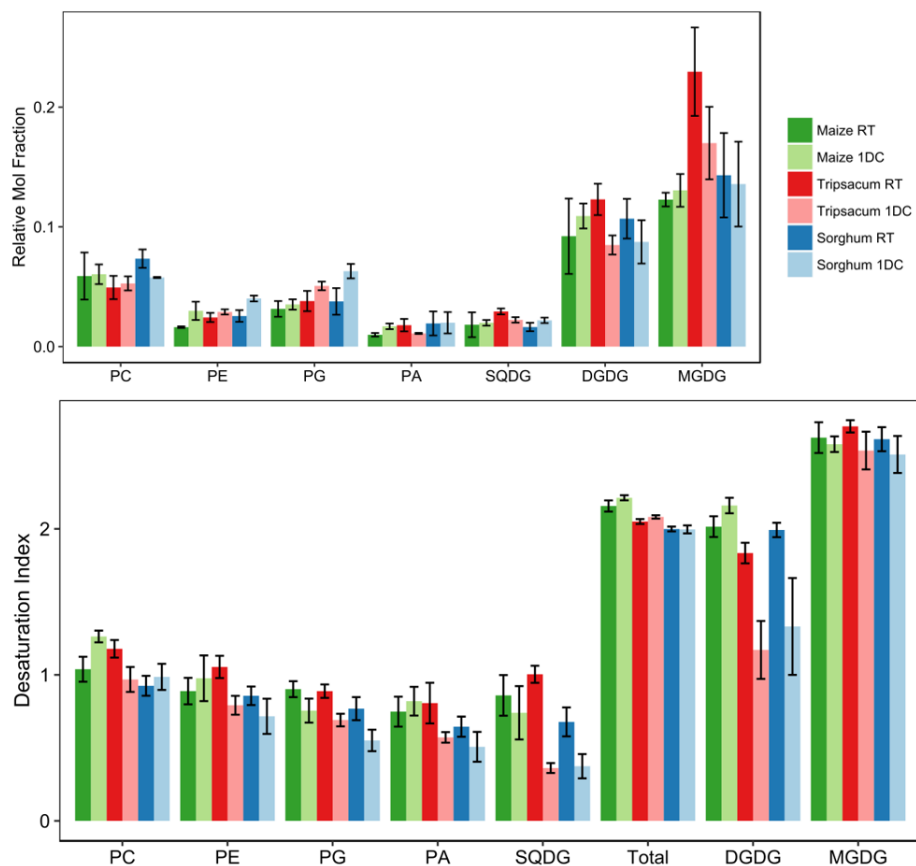 Relative Mol Fraction
0.2
0.1
0.0
PC PE PG PA SQDG DGDG MGDG
Maize RT
Maize 1DC
Tripsacum RT
Tripsacum 1DC
Sorghum RT
Sorghum 1DC
Desaturation Index
2
1
0
PC PE PG PA SQDG Total DGDG MGDG